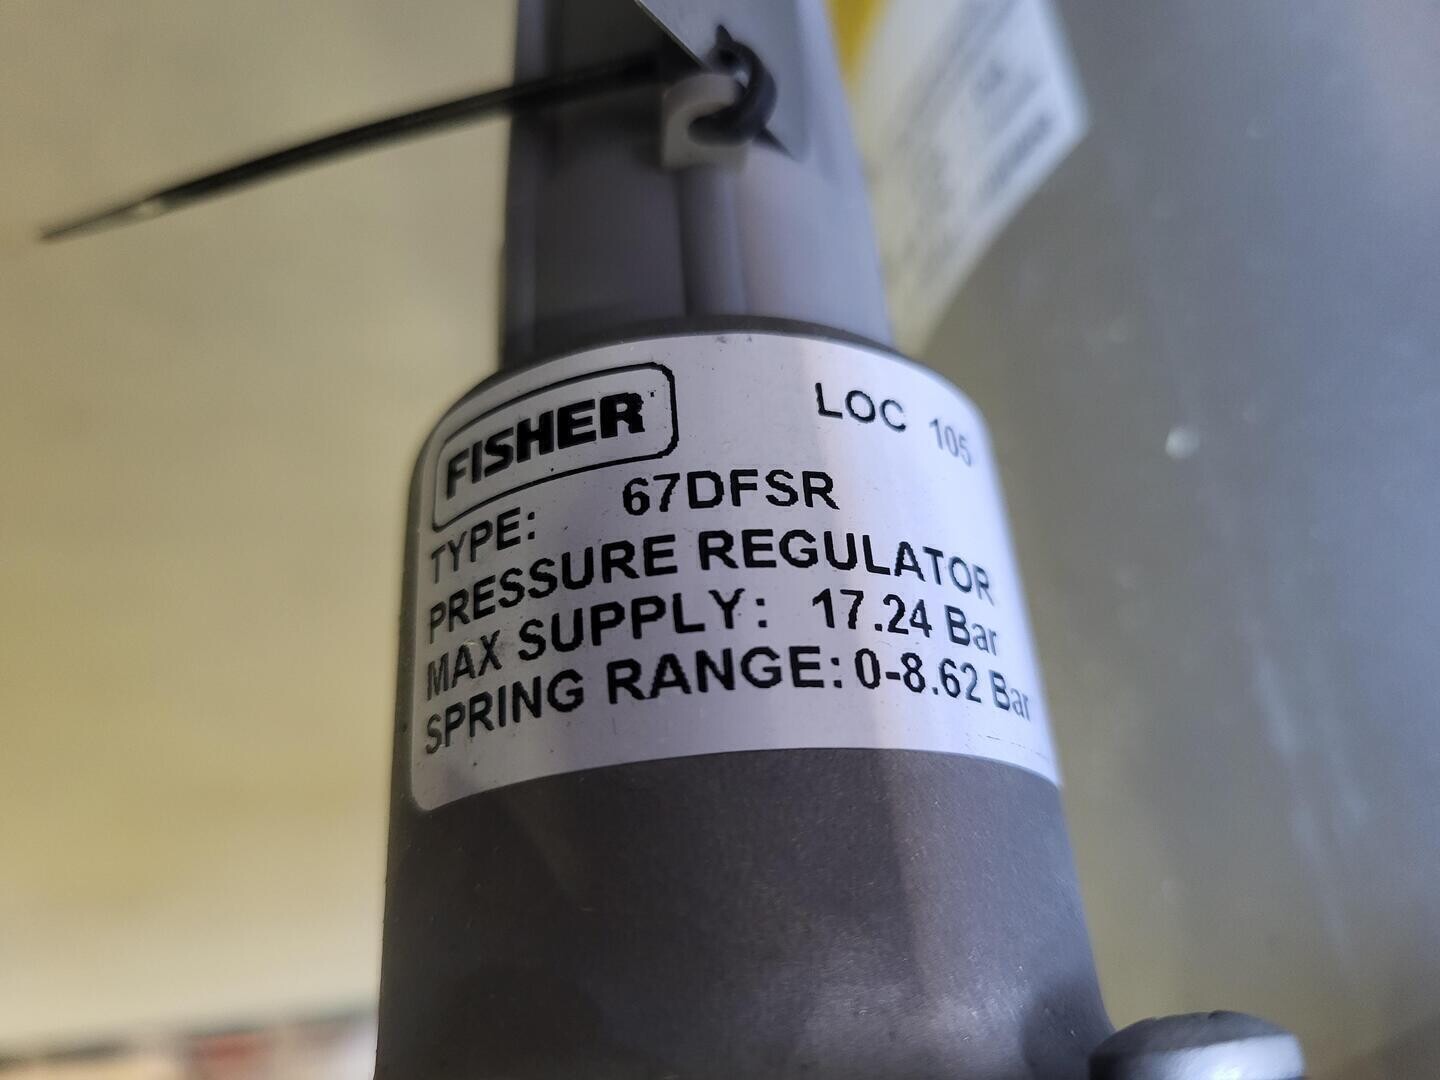 FISHER
LOC 105
TYPE: 67DFSR
PRESSURE REGULATOR
MAX SUPPLY: 17.24 Bar
SPRING RANGE: 0-8.62 Bar